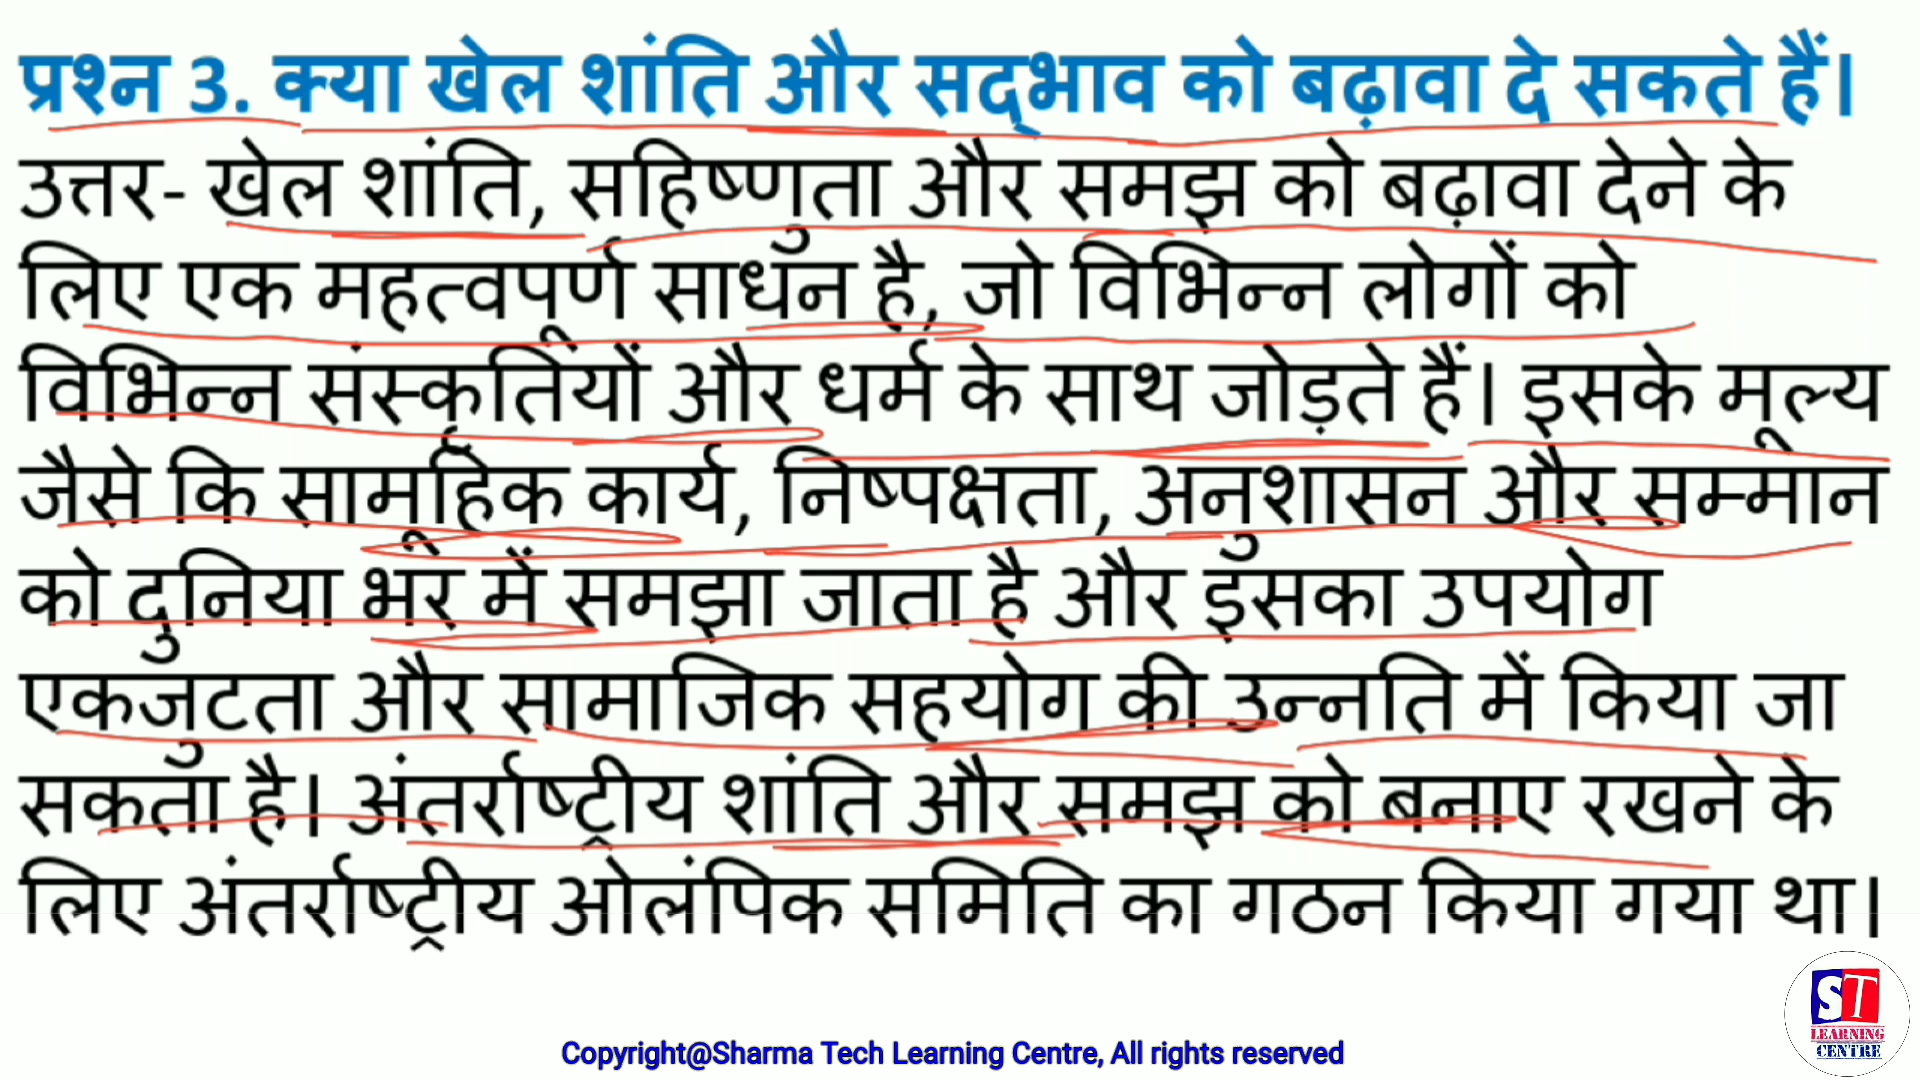 प्रश्न 3. क्या खेल शांति और सद्भाव को बढ़ावा दे सकते हैं।
उत्तर- खेल शांति, सहिष्णुता और समझ को बढ़ावा देने के
लिए एक महत्वपूर्ण साधन है, जो विभिन्न लोगों को
विभिन्न संस्कृतियों और धर्म के साथ जोड़ते हैं। इसके मूल्य
जैसे कि सामूहिक कार्य, निष्पक्षता, अनुशासन और सम्मान
को दुनिया भर में समझा जाता है और इसका उपयोग
एकजुटता और सामाजिक सहयोग की उन्नति में किया जा
सकता है। अंतर्राष्ट्रीय शांति और समझ को बनाए रखने के
लिए अंतर्राष्ट्रीय ओलंपिक समिति का गठन किया गया था।
ST
LEARNING
CENTRE
Copyright@Sharma Tech Learning Centre, All rights reserved